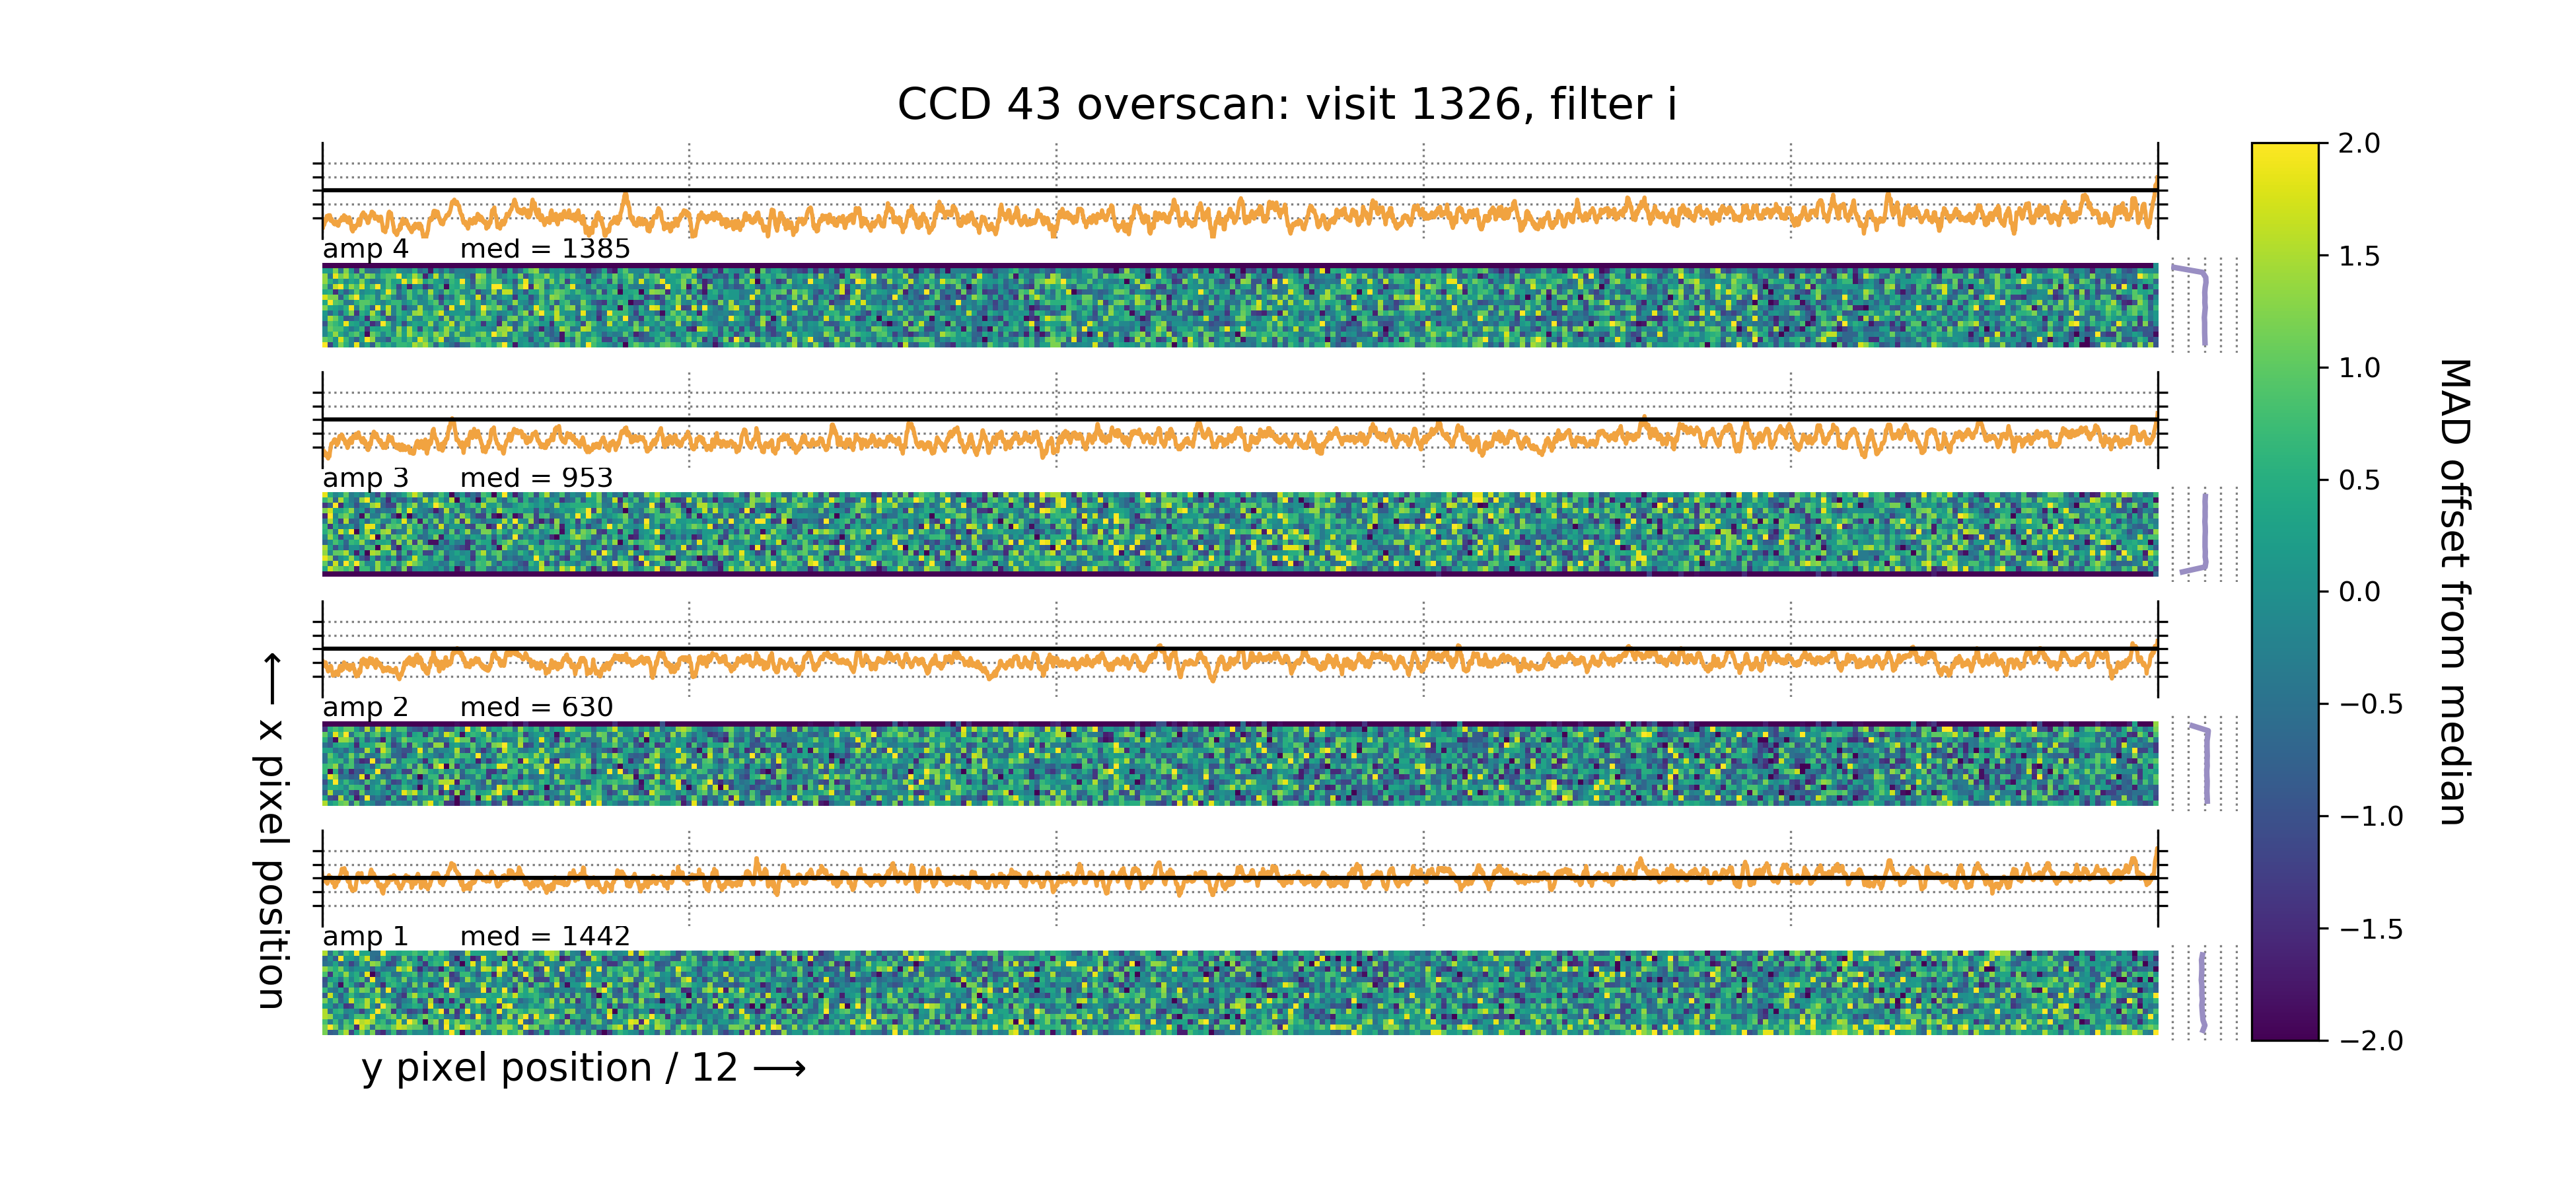 CCD 43 overscan: visit 1326, filter i
amp 4 med = 1385
amp 3 med = 953
amp 2 med = 630
amp 1 med = 1442
⟵ x pixel position
y pixel position / 12 ⟶
2.0
1.5
1.0
0.5
0.0
−0.5
−1.0
−1.5
−2.0
MAD offset from median